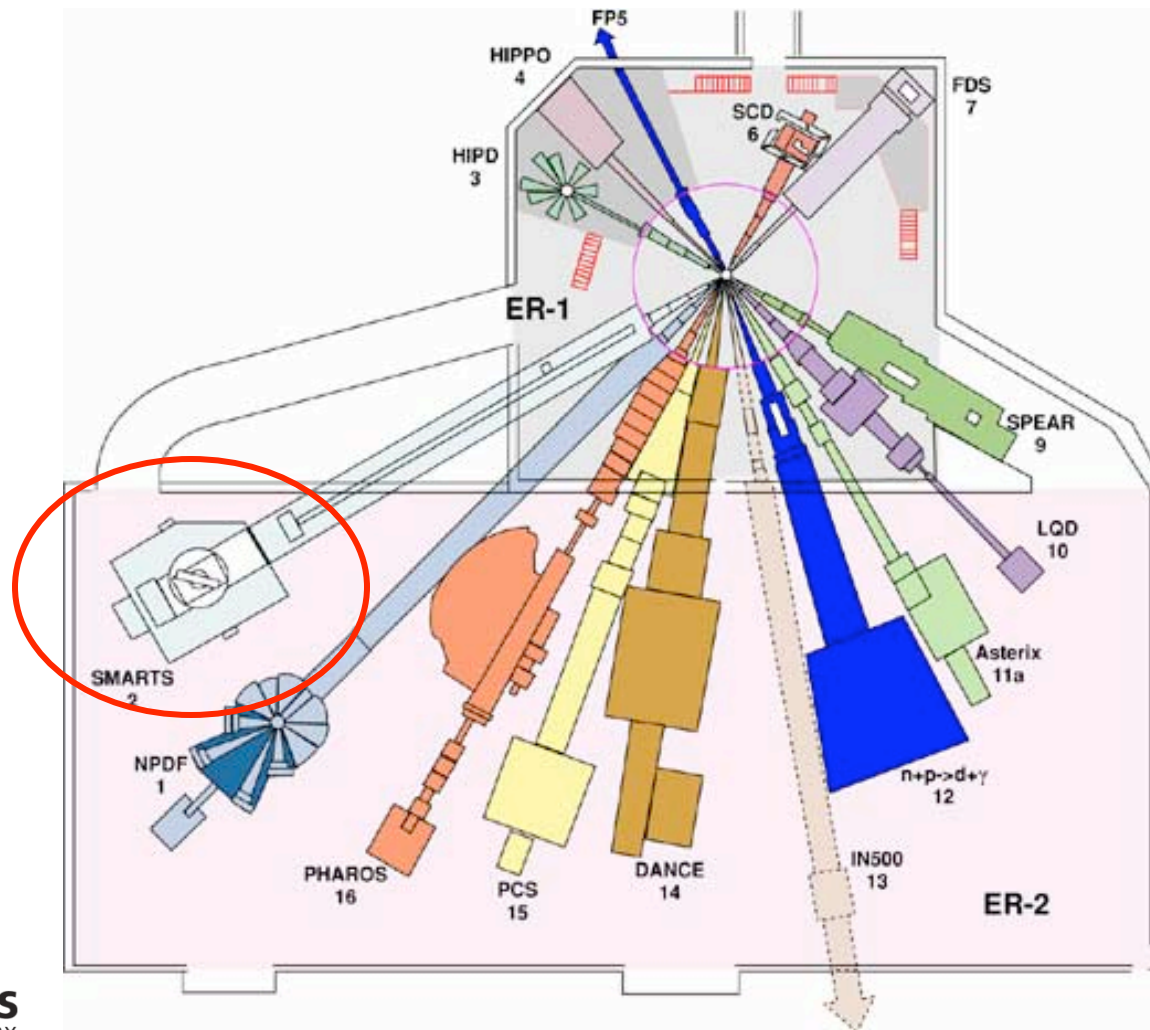 FP5
HIPPO
4
FDS
7
SCD
6
HIPD
3
ER-1
SPEAR
9
LQD
10
SMARTS
2
Asterix
11a
NPDF
1
n+p->d+γ
12
PHAROS
16
PCS
15
DANCE
14
IN500
13
ER-2